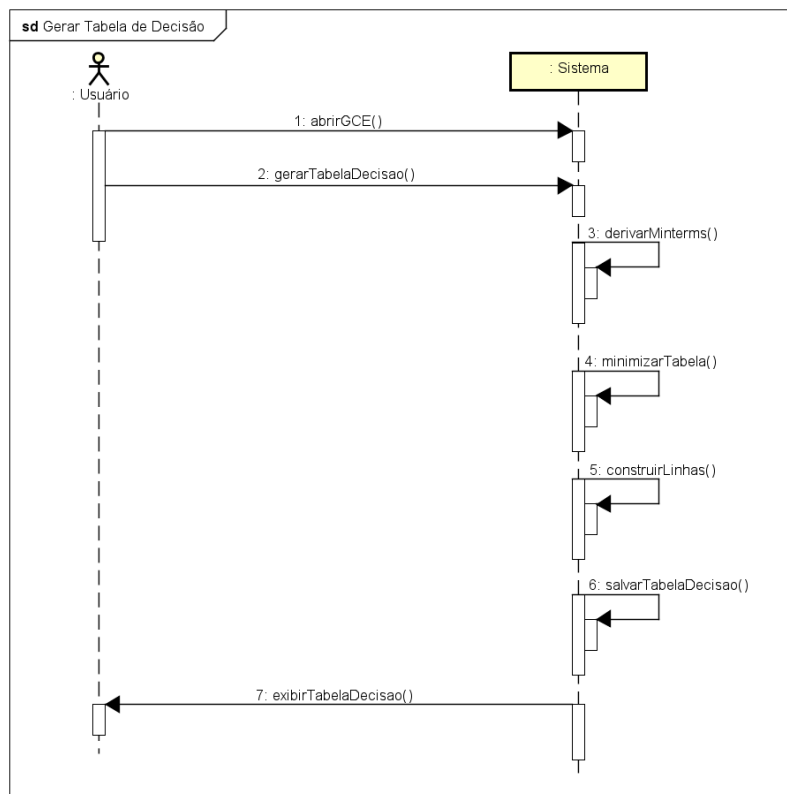 sd Gerar Tabela de Decisão
: Usuário
: Sistema
1: abrirGCE()
2: gerarTabelaDecisao()
3: derivarMinterms()
4: minimizarTabela()
5: construirLinhas()
6: salvarTabelaDecisao()
7: exibirTabelaDecisao()